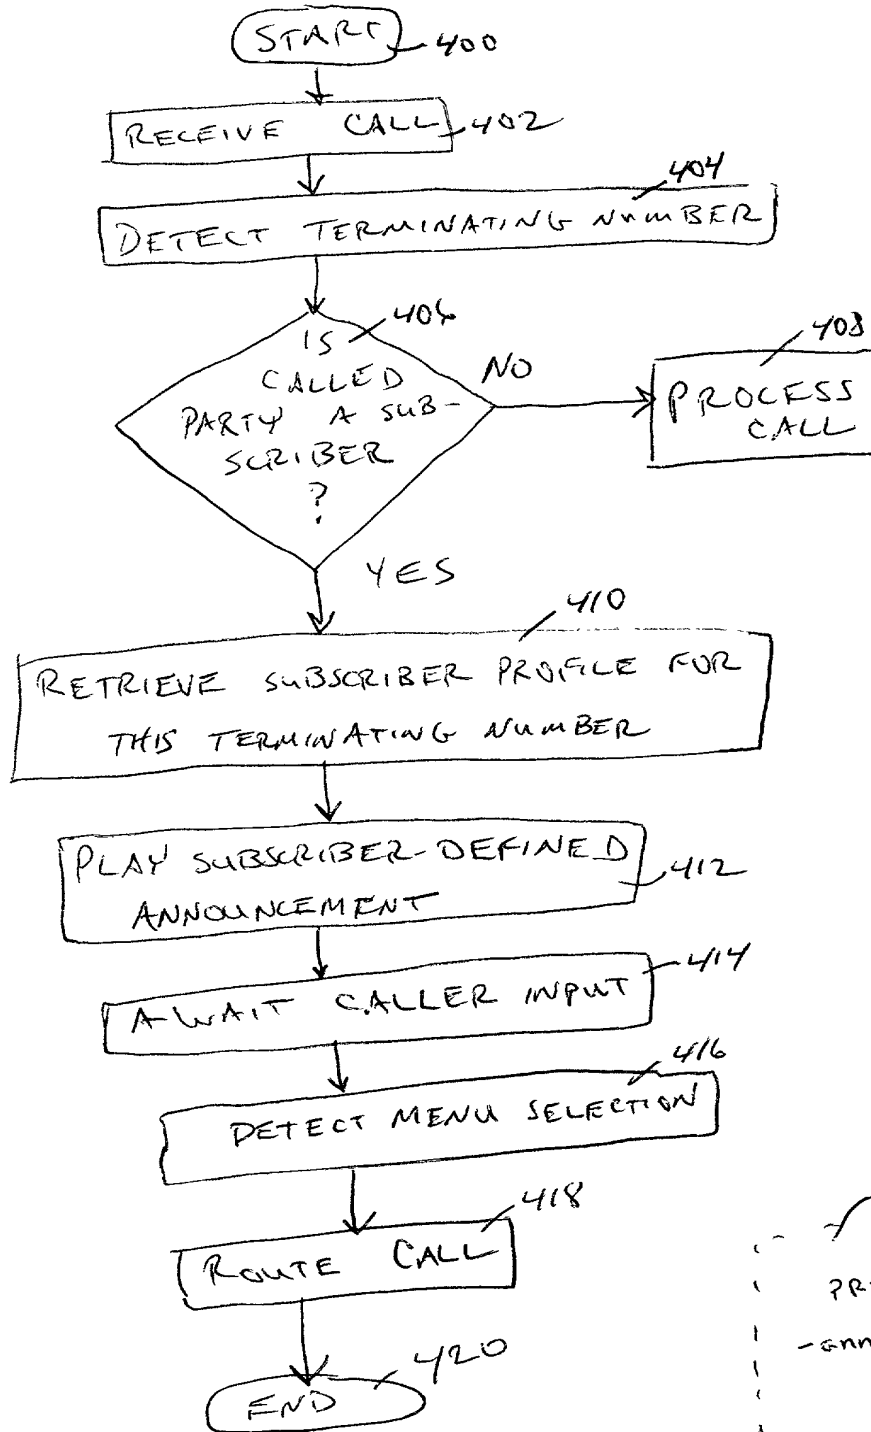 START 400
RECEIVE CALL 402
404
DETECT TERMINATING NUMBER
406
IS
CALLED
PARTY A SUB-
SCRIBER
?
NO
408
PROCESS
CALL
YES
410
RETRIEVE SUBSCRIBER PROFILE FOR
THIS TERMINATING NUMBER
PLAY SUBSCRIBER-DEFINED
ANNOUNCEMENT
412
414
AWAIT CALLER INPUT
416
DETECT MENU SELECTION
418
ROUTE CALL
420
END
PR
-ann